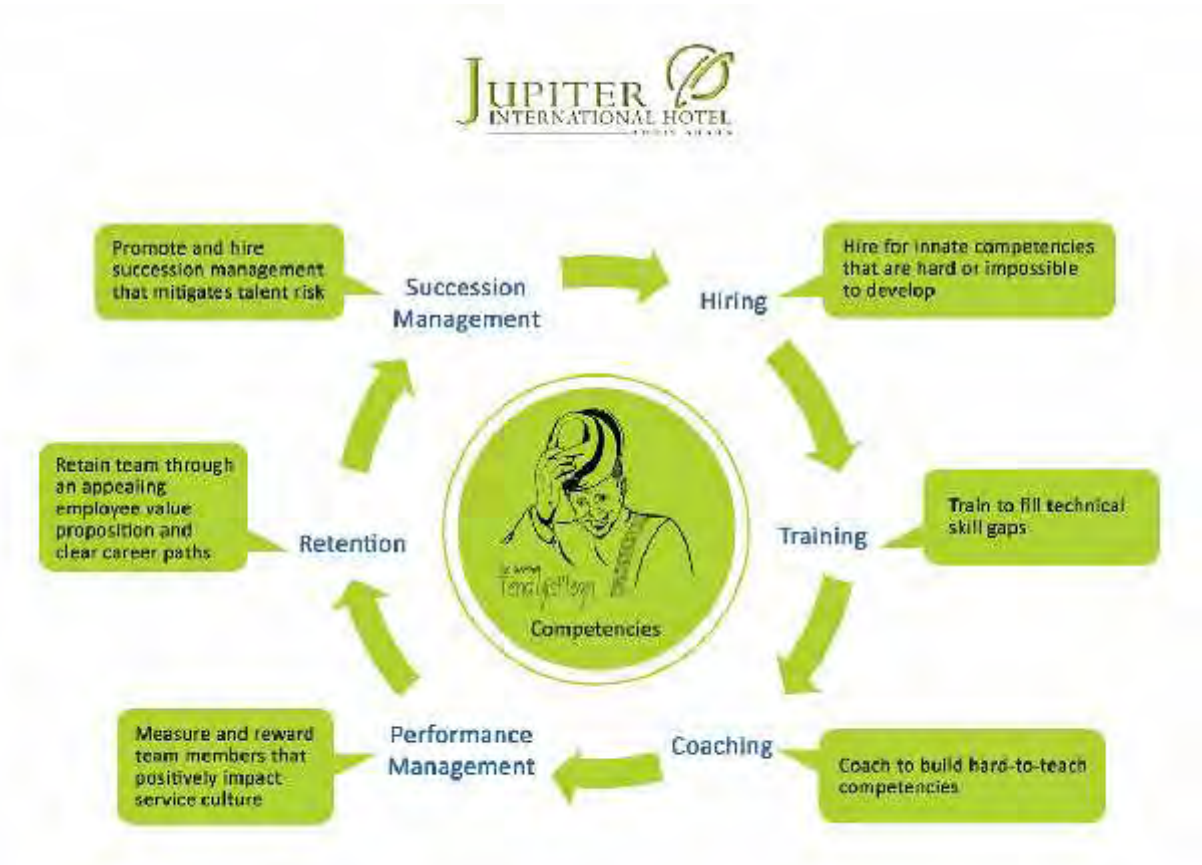 JUPITER
INTERNATIONAL HOTEL
Promote and hire
succession management
that mitigates talent risk
Succession
Management
Hiring
Hire for innate competencies
that are hard or impossible
to develop
Retain team through
an appealing
employee value
proposition and
clear career paths
Retention
Training
Train to fill technical
skill gaps
Competencies
Measure and reward
team members that
positively impact
service culture
Performance
Management
Coaching
Coach to build hard-to-teach
competencies